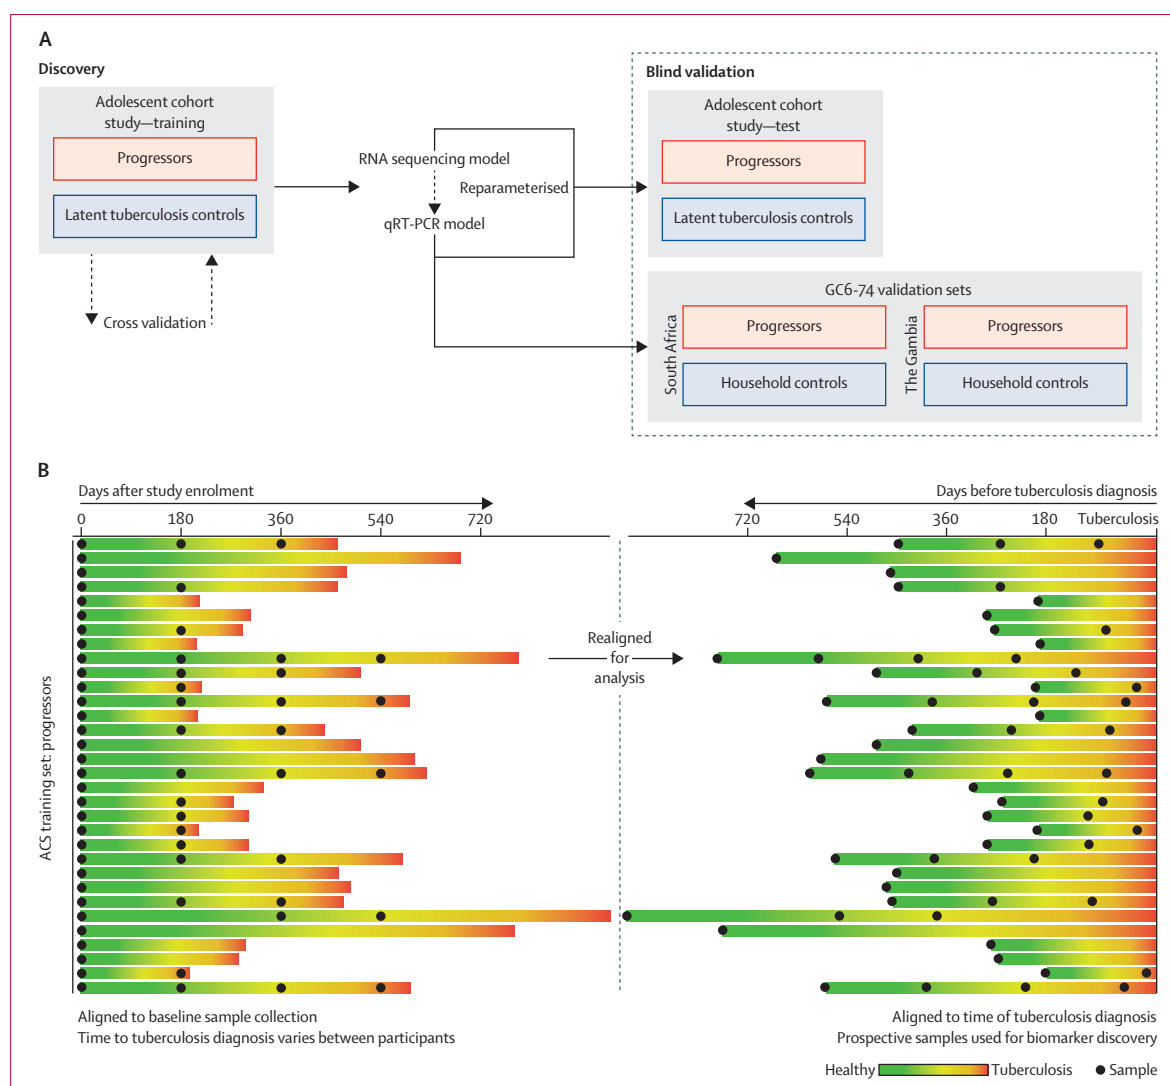 A
Discovery
Adolescent cohort
study—training
Progressors
Latent tuberculosis controls
Cross validation
RNA sequencing model
Reparameterised
qRT-PCR model
Blind validation
Adolescent cohort
study—test
Progressors
Latent tuberculosis controls
GC6-74 validation sets
South Africa
Progressors
Household controls
The Gambia
Progressors
Household controls
B
Days after study enrolment
0 180 360 540 720
Days before tuberculosis diagnosis
720 540 360 180 Tuberculosis
ACS training set: progressors
Realigned
for
analysis
Aligned to baseline sample collection
Time to tuberculosis diagnosis varies between participants
Aligned to time of tuberculosis diagnosis
Prospective samples used for biomarker discovery
Healthy Tuberculosis Sample